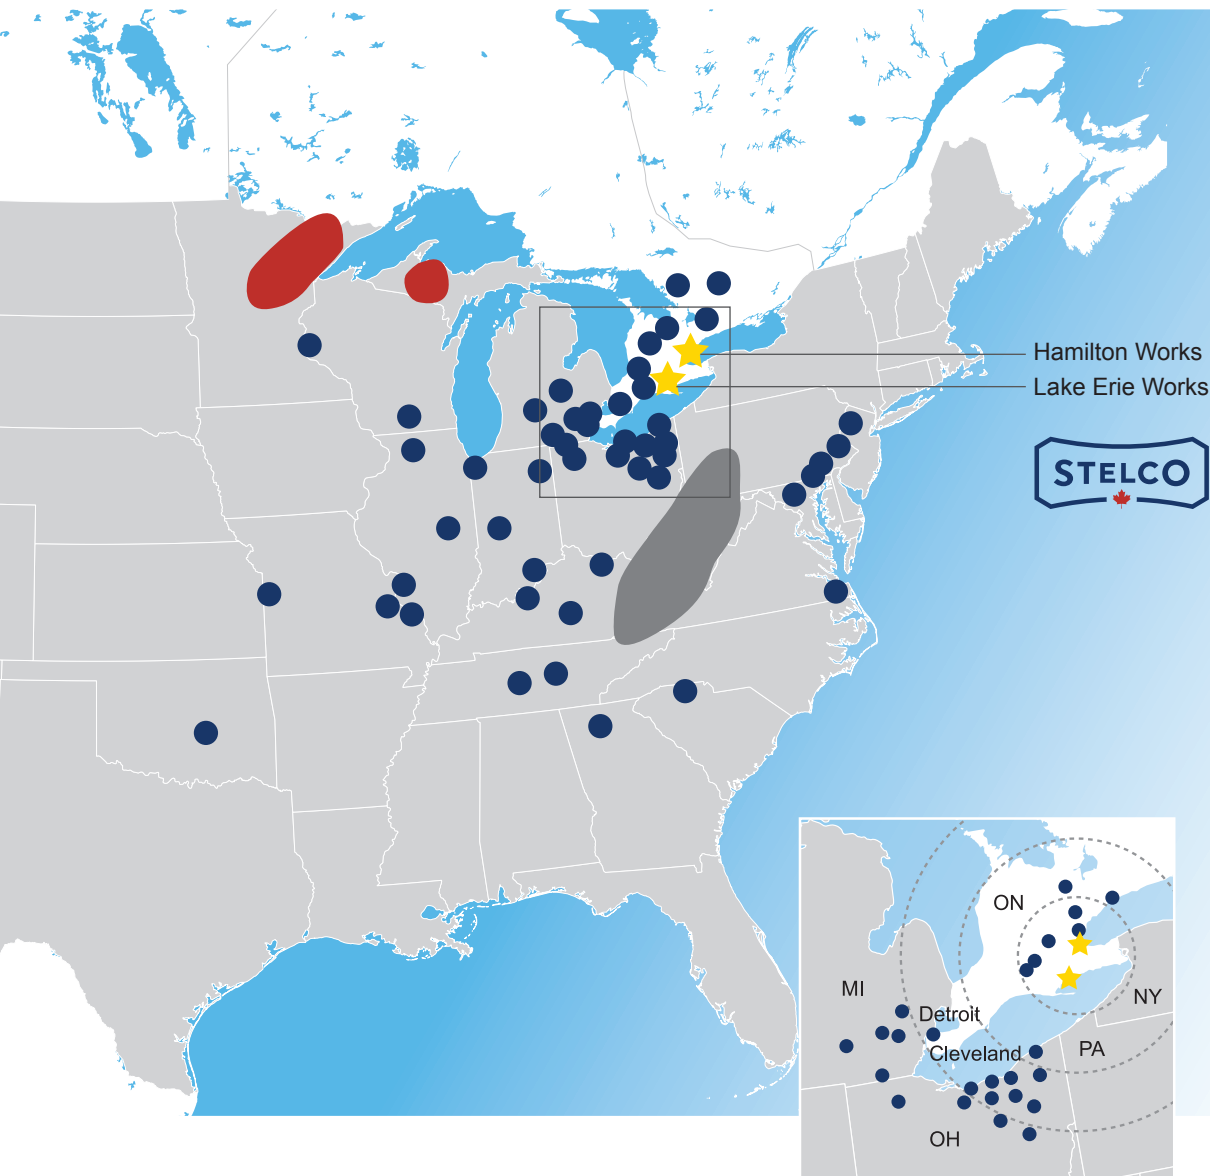 Hamilton Works
Lake Erie Works
STELCO
ON
MI
NY
Detroit
Cleveland
PA
OH